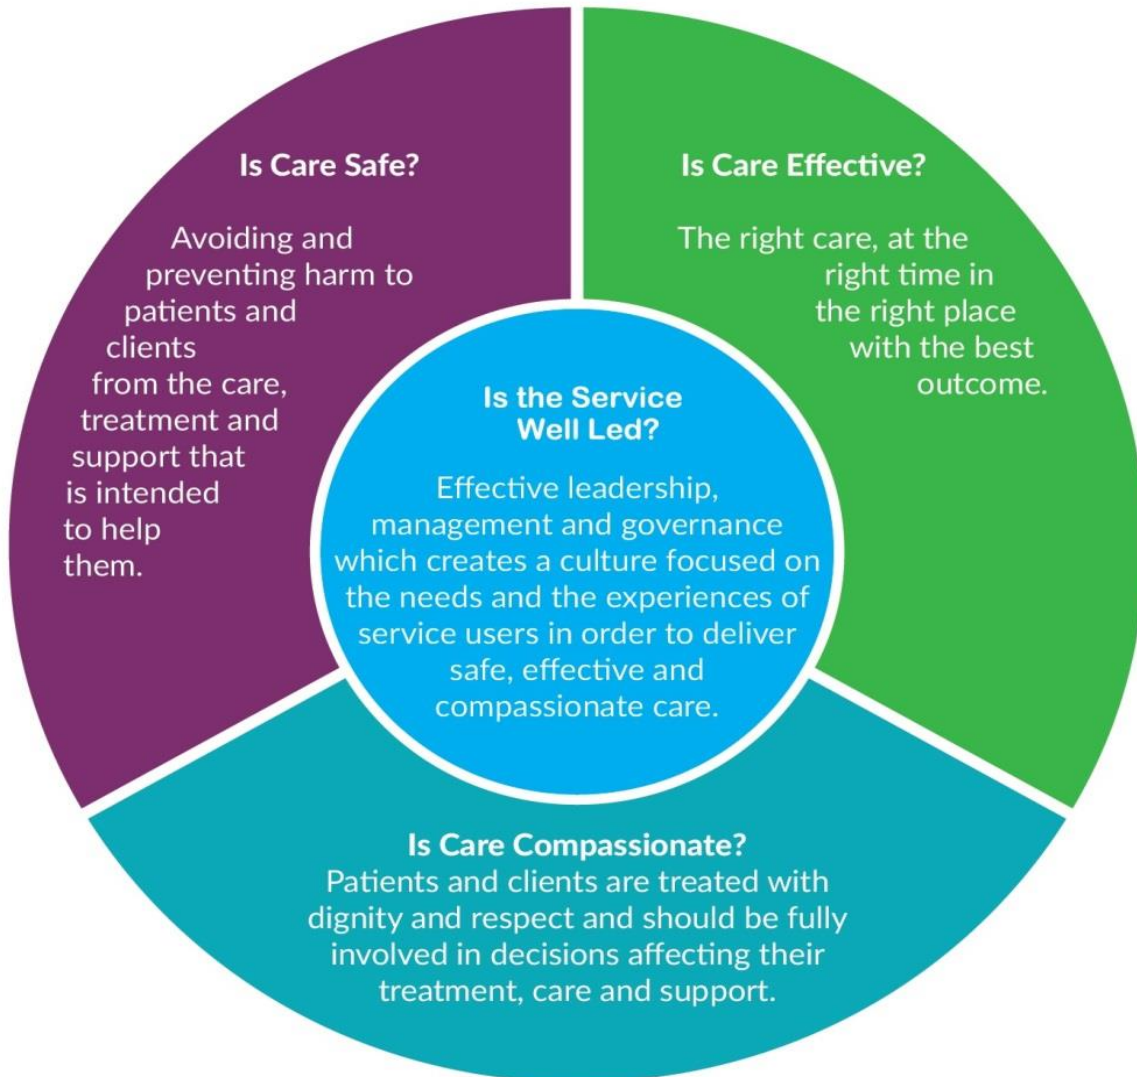 Is Care Safe?
Avoiding and
preventing harm to
patients and
clients
from the care,
treatment and
support that
is intended
to help
them.
Is Care Effective?
The right care, at the
right time in
the right place
with the best
outcome.
Is the Service
Well Led?
Effective leadership,
management and governance
which creates a culture focused on
the needs and the experiences of
service users in order to deliver
safe, effective and
compassionate care.
Is Care Compassionate?
Patients and clients are treated with
dignity and respect and should be fully
involved in decisions affecting their
treatment, care and support.